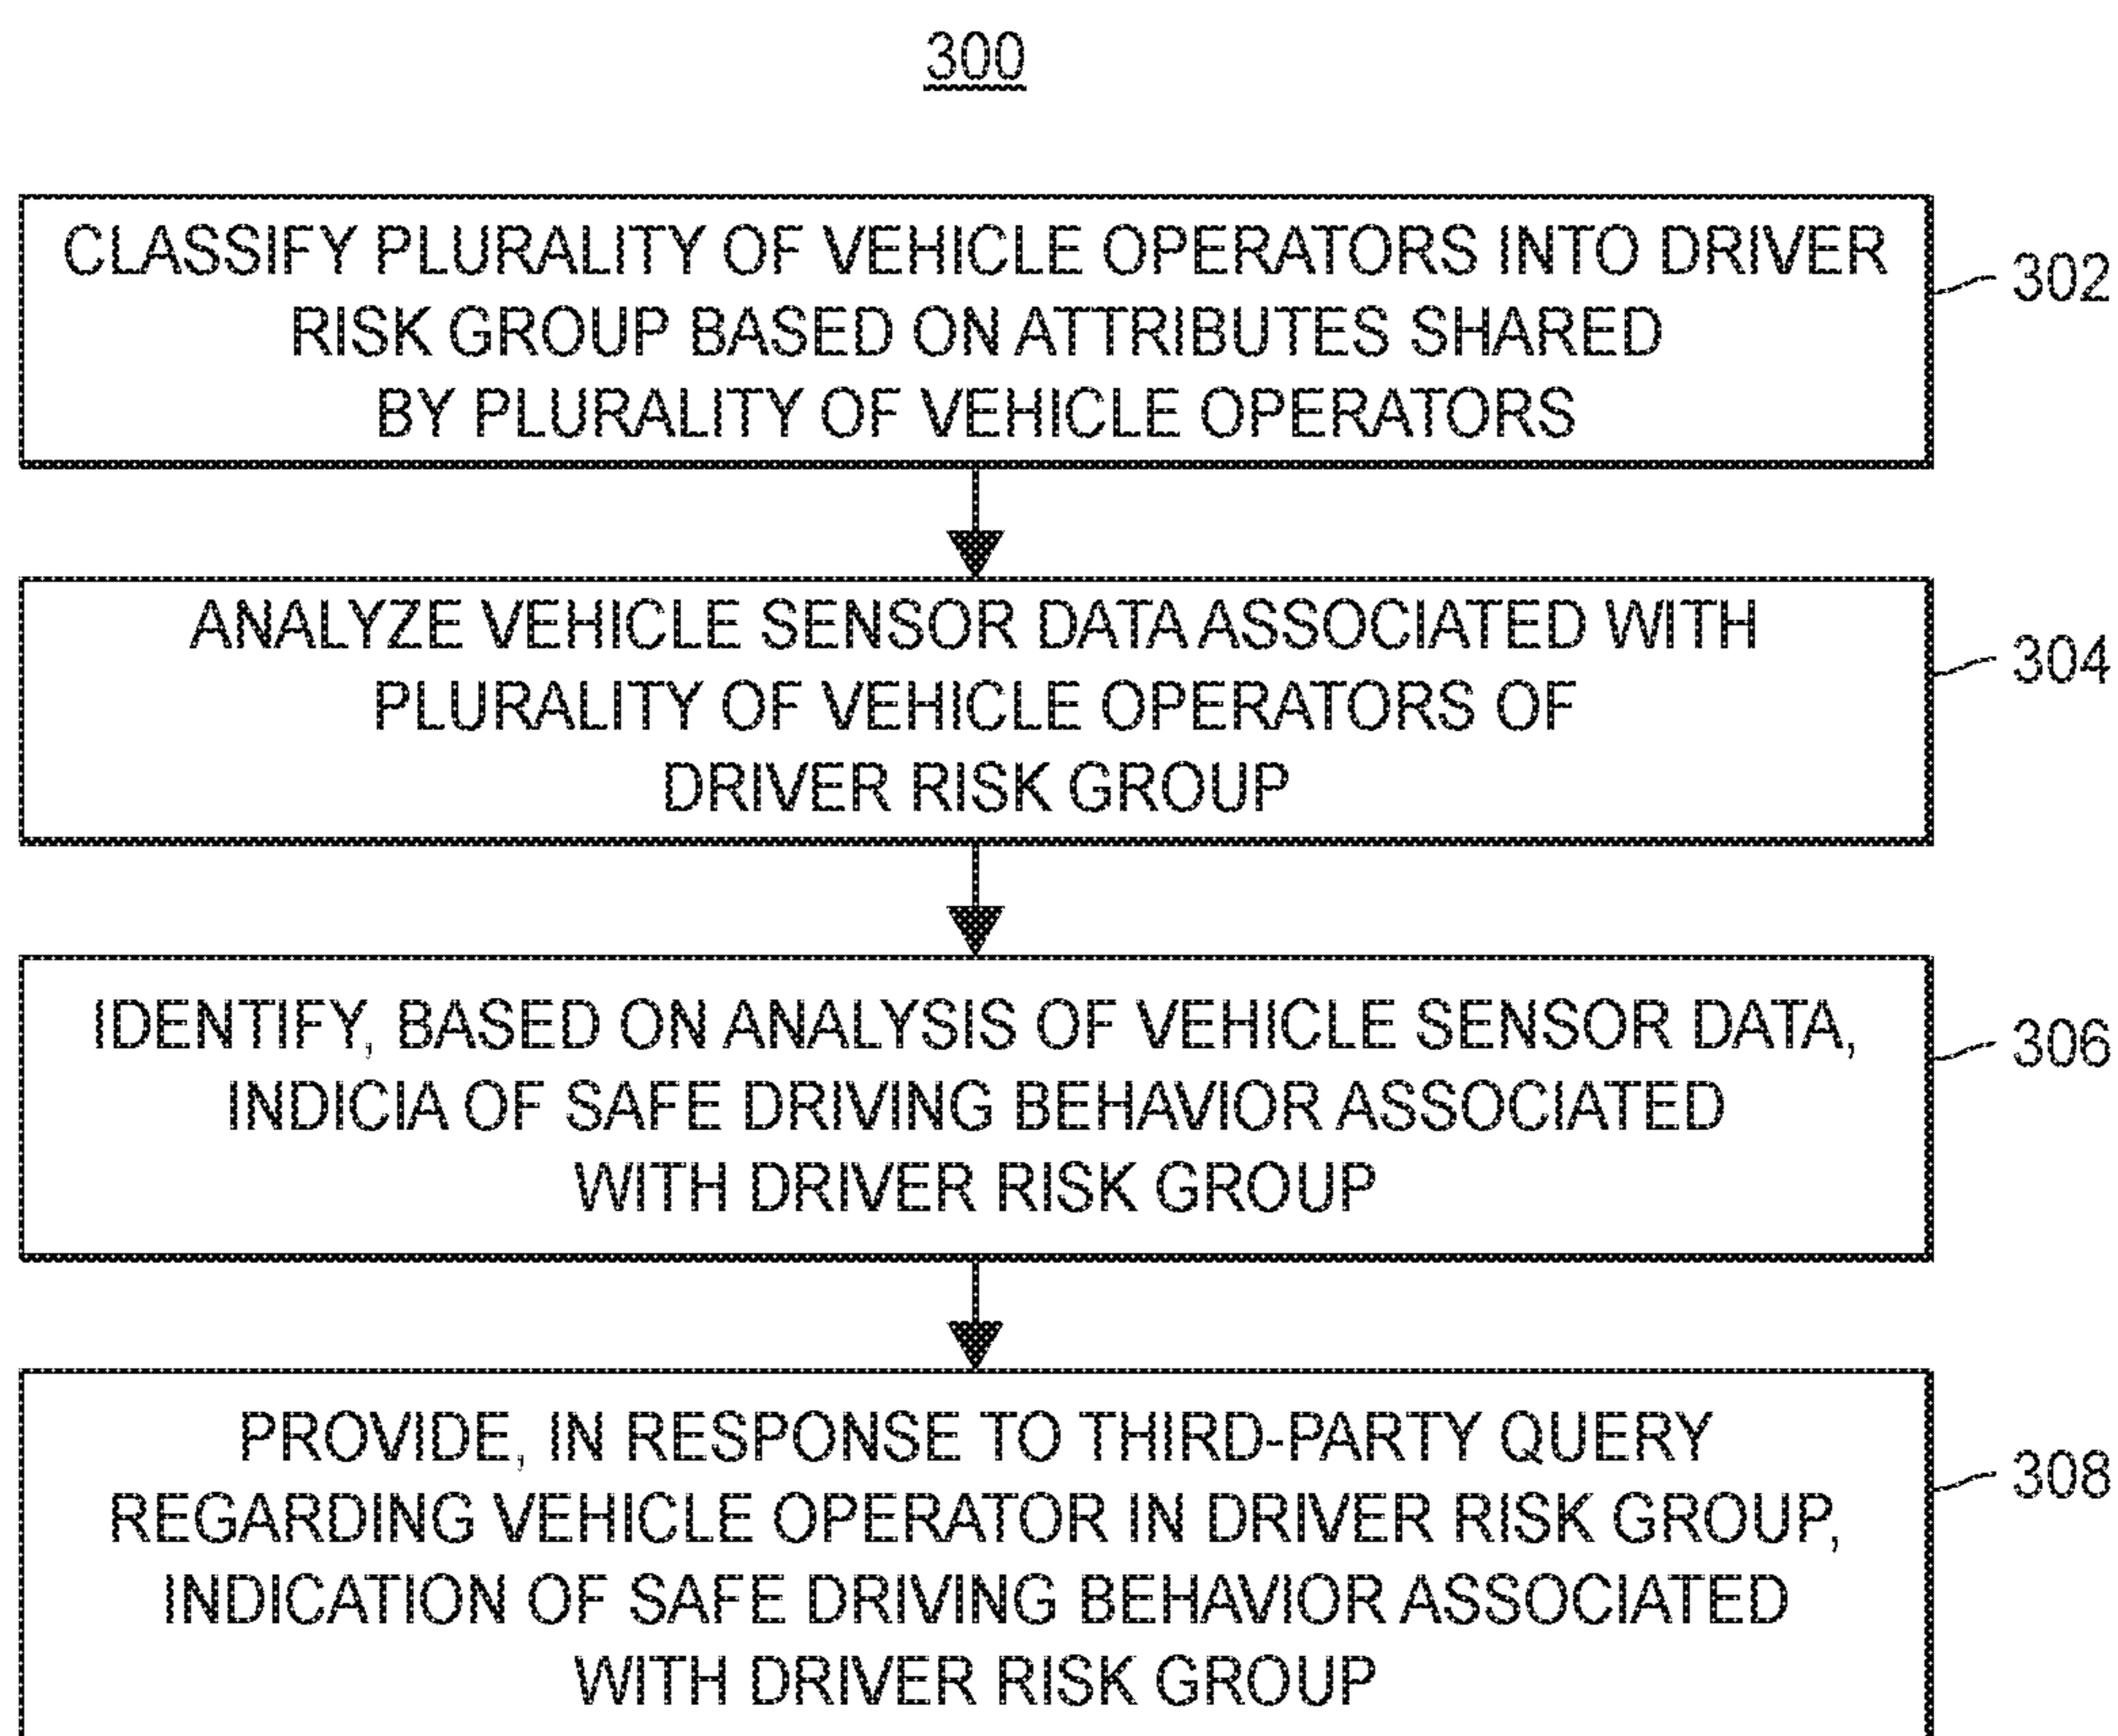 300
CLASSIFY PLURALITY OF VEHICLE OPERATORS INTO DRIVER
RISK GROUP BASED ON ATTRIBUTES SHARED
BY PLURALITY OF VEHICLE OPERATORS
302
ANALYZE VEHICLE SENSOR DATA ASSOCIATED WITH
PLURALITY OF VEHICLE OPERATORS OF
DRIVER RISK GROUP
304
IDENTIFY, BASED ON ANALYSIS OF VEHICLE SENSOR DATA,
INDICIA OF SAFE DRIVING BEHAVIOR ASSOCIATED
WITH DRIVER RISK GROUP
306
PROVIDE, IN RESPONSE TO THIRD-PARTY QUERY
REGARDING VEHICLE OPERATOR IN DRIVER RISK GROUP,
INDICATION OF SAFE DRIVING BEHAVIOR ASSOCIATED
WITH DRIVER RISK GROUP
308